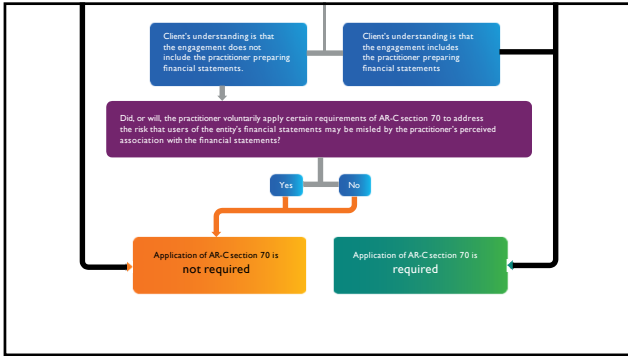 Client's understanding is that
the engagement does not
include the practitioner preparing
financial statements.
Client's understanding is that
the engagement includes
the practitioner preparing
financial statements
Did, or will, the practitioner voluntarily apply certain requirements of AR-C section 70 to address
the risk that users of the entity's financial statements may be misled by the practitioner's perceived
association with the financial statements?
Yes
No
Application of AR-C section 70 is
not required
Application of AR-C section 70 is
required